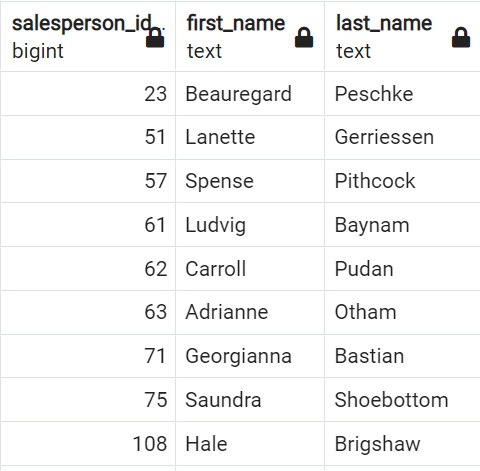 salesperson_id.. first_name last_name
bigint text text
23 Beauregard Peschke
51 Lanette Gerriessen
57 Spense Pithcock
61 Ludvig Baynam
62 Carroll Pudan
63 Adrianne Otham
71 Georgianna Bastian
75 Saundra Shoebottom
108 Hale Brigshaw